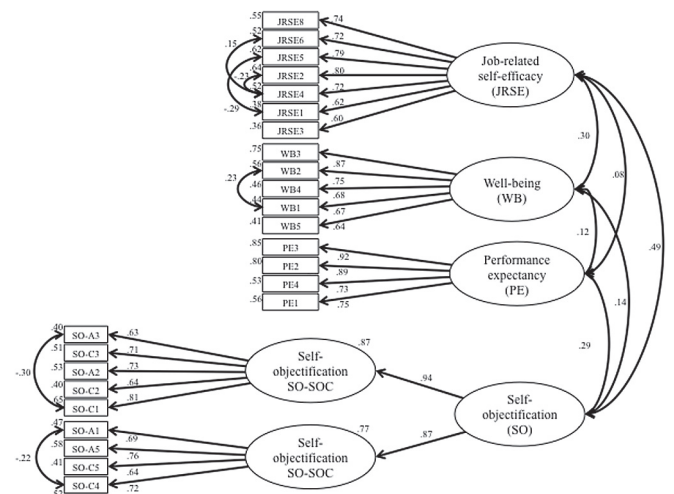 .55
JRSE8
.74
.52
JRSE6
.72
.62
JRSE5
.79
.64
JRSE2
.80
.52
JRSE4
.72
.38
JRSE1
.62
.36
JRSE3
.60
.15
-.23
-.29
Job-related
self-efficacy
(JRSE)
.75
WB3
.87
.56
WB2
.75
.46
WB4
.68
.44
WB1
.67
.41
WB5
.64
.23
Well-being
(WB)
.85
PE3
.92
.80
PE2
.89
.53
PE4
.73
.56
PE1
.75
Performance
expectancy
(PE)
.30
.08
.12
.49
.14
.29
.40
SO-A3
.63
.51
SO-C3
.71
.53
SO-A2
.73
.40
SO-C2
.64
.65
SO-C1
.81
-.30
Self-
objectification
SO-SOC
.87
.94
.47
SO-A1
.69
.58
SO-A5
.76
.41
SO-C5
.64
SO-C4
.72
-.22
Self-
objectification
SO-SOC
.77
.87
Self-
objectification
(SO)